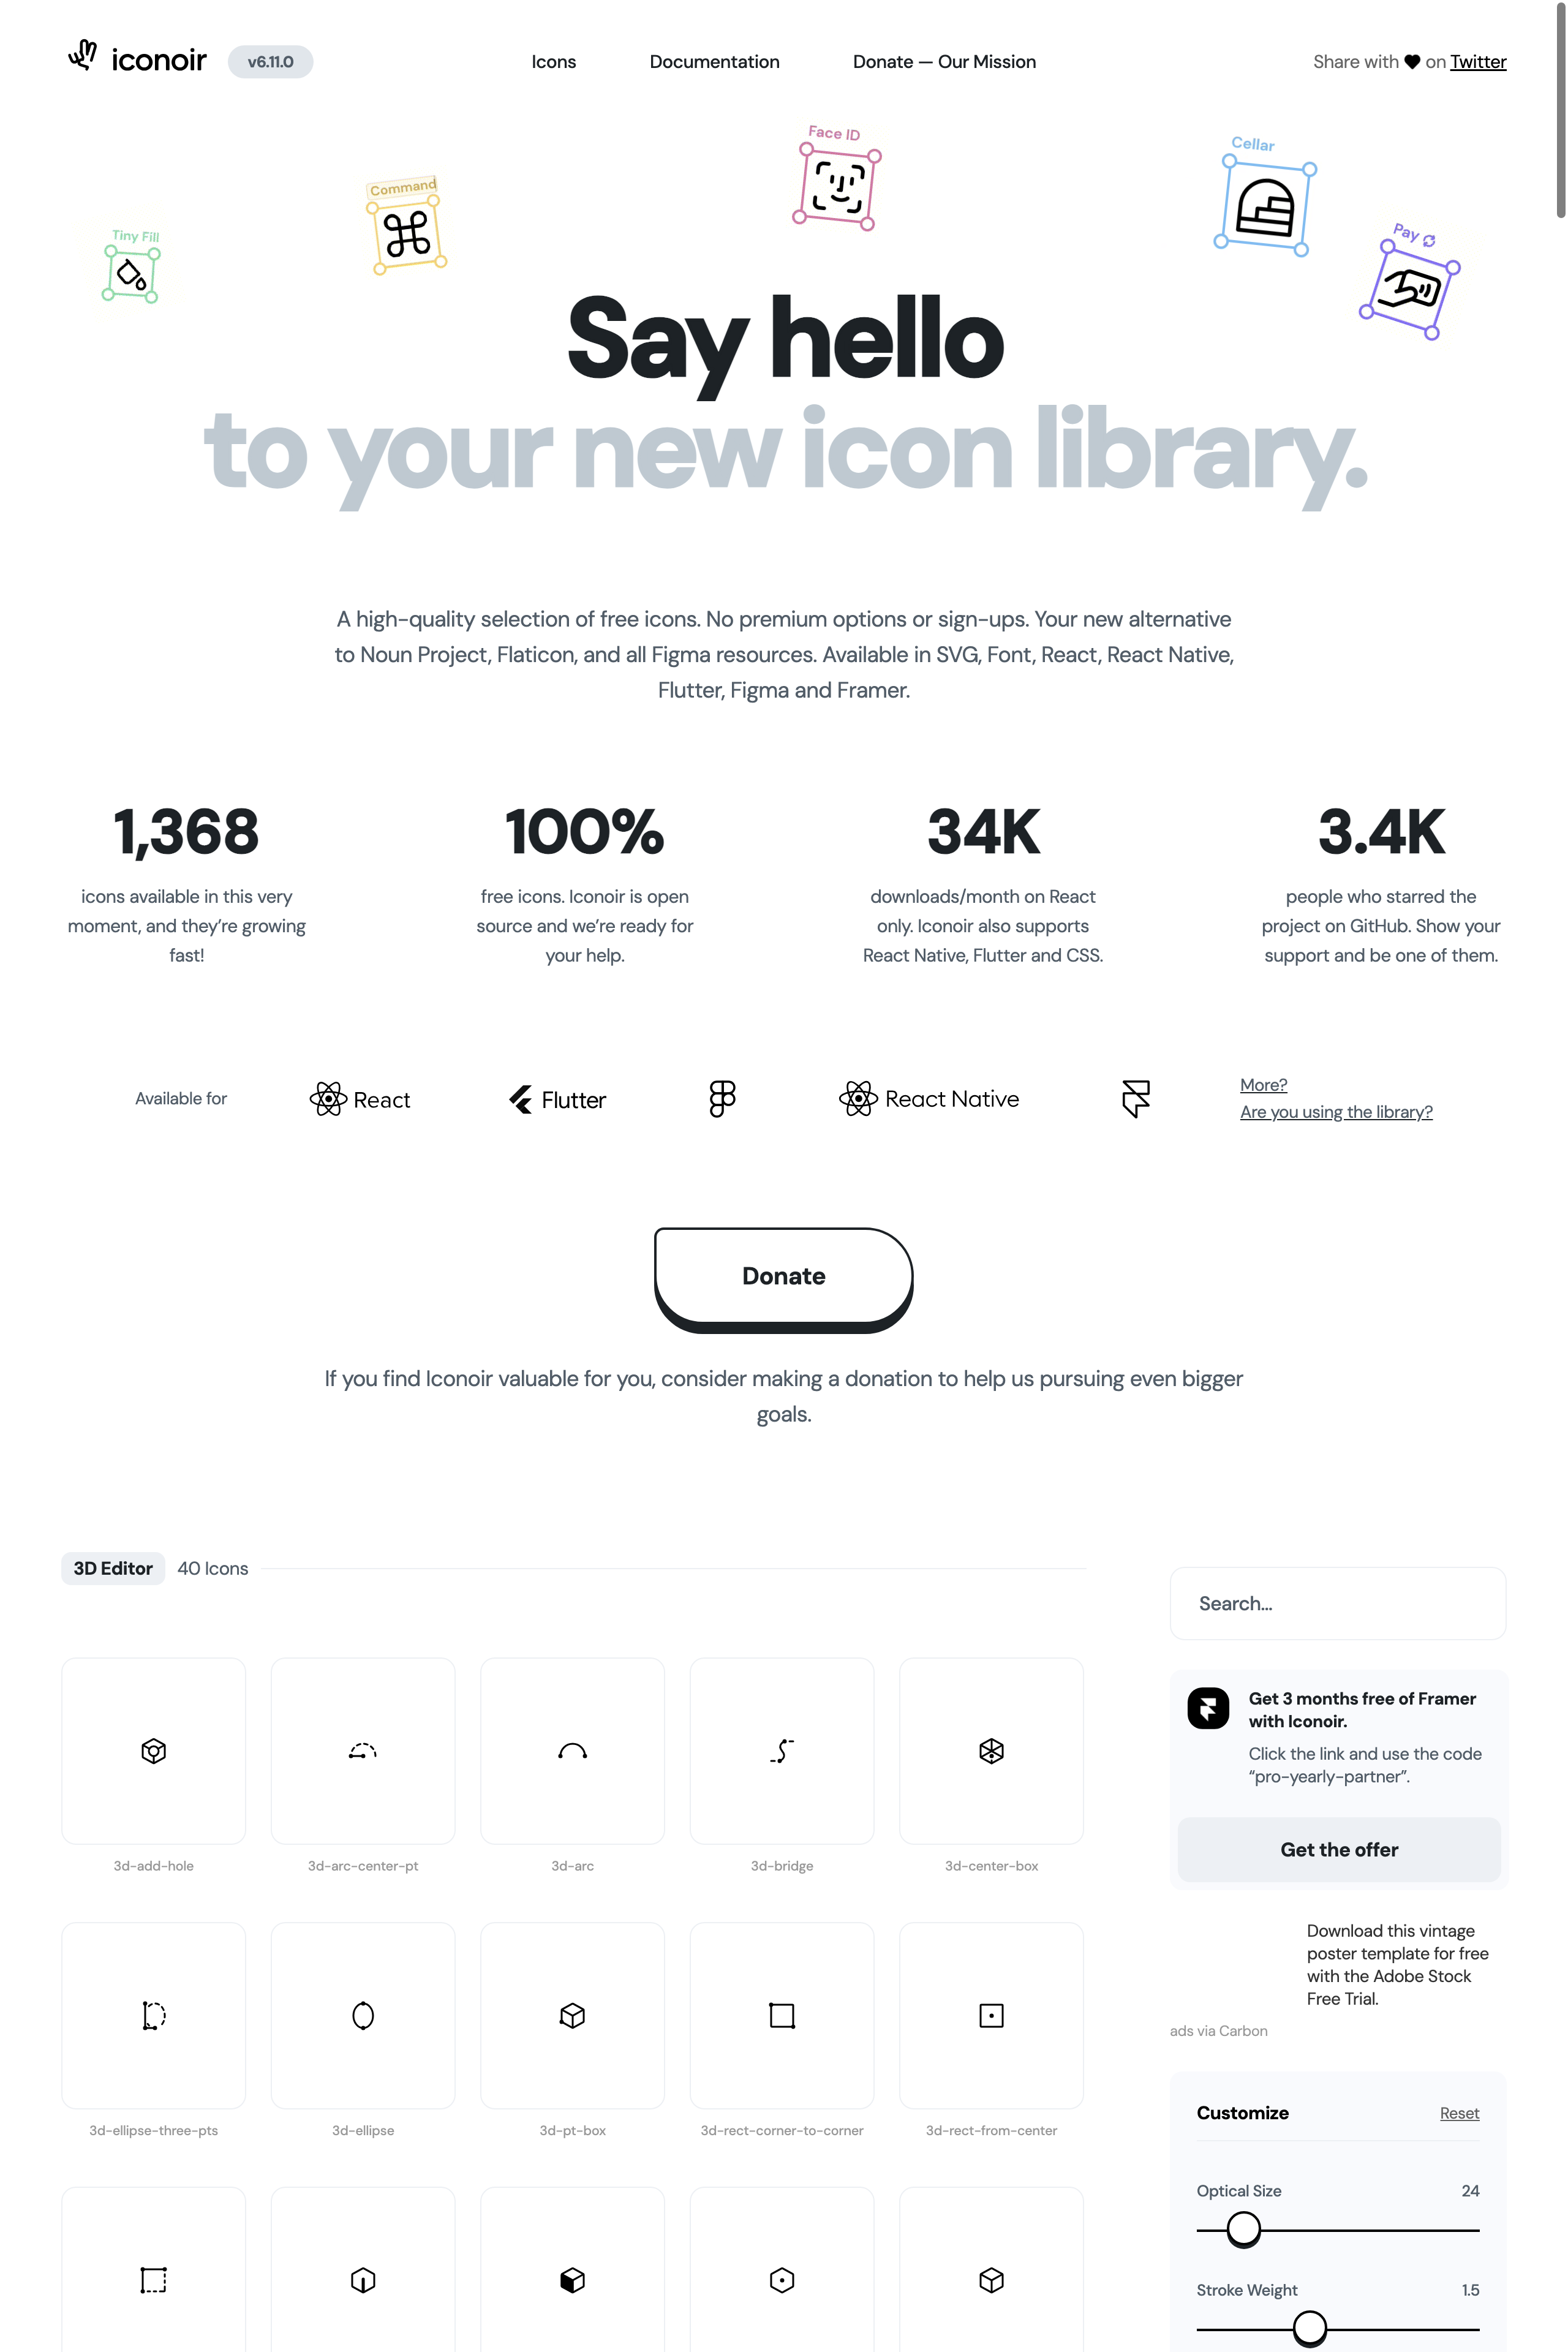 iconoir
v6.11.0
Icons
Documentation
Donate — Our Mission
Share with on Twitter
Tiny Fill
Command
Face ID
Cellar
Pay
Say hello
to your new icon library.
A high-quality selection of free icons. No premium options or sign-ups. Your new alternative
to Noun Project, Flaticon, and all Figma resources. Available in SVG, Font, React, React Native,
Flutter, Figma and Framer.
1,368
icons available in this very
moment, and they’re growing
fast!
100%
free icons. Iconoir is open
source and we’re ready for
your help.
34K
downloads/month on React
only. Iconoir also supports
React Native, Flutter and CSS.
3.4K
people who starred the
project on GitHub. Show your
support and be one of them.
Available for
React
Flutter
React Native
More?
Are you using the library?
Donate
If you find Iconoir valuable for you, consider making a donation to help us pursuing even bigger
goals.
3D Editor
40 Icons
3d-add-hole
3d-arc-center-pt
3d-arc
3d-bridge
3d-center-box
3d-ellipse-three-pts
3d-ellipse
3d-pt-box
3d-rect-corner-to-corner
3d-rect-from-center
Search...
Get 3 months free of Framer
with Iconoir.
Click the link and use the code
“pro-yearly-partner”.
Get the offer
Download this vintage
poster template for free
with the Adobe Stock
Free Trial.
ads via Carbon
Customize
Reset
Optical Size
24
Stroke Weight
1.5